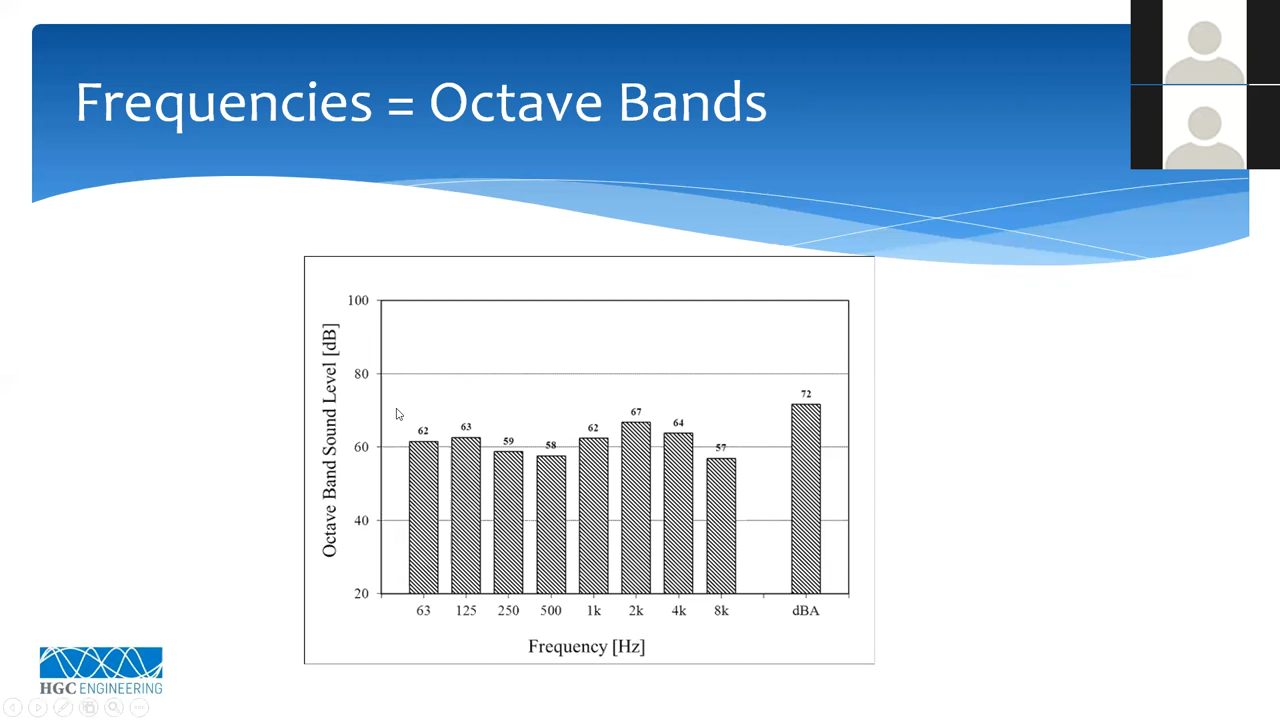 Frequencies = Octave Bands
Octave Band Sound Level [dB]
100
80
60
40
20
62
63
59
58
62
67
64
57
72
63 125 250 500 1k 2k 4k 8k dBA
Frequency [Hz]
HGC ENGINEERING